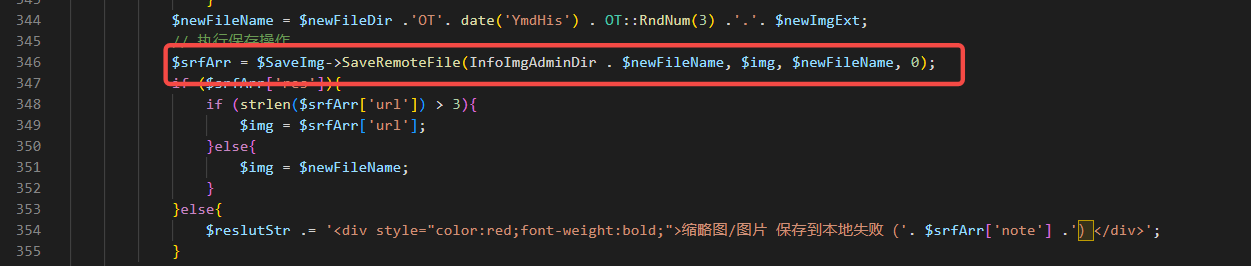 344 $newFileName = $newFileDir .'OT'. date('YmdHis') . OT::RndNum(3) .'.'. $newImgExt;
345 // 执行保存操作
346 $srfArr = $SaveImg->SaveRemoteFile(InfoImgAdminDir . $newFileName, $img, $newFileName, 0);
347 if ($srfArr['res']){
348 if (strlen($srfArr['url']) > 3){
349 $img = $srfArr['url'];
350 }else{
351 $img = $newFileName;
352 }
353 }else{
354 $reslutStr .= '<div style="color:red;font-weight:bold;">缩略图/图片 保存到本地失败 ('. $srfArr['note'] .') </div>';
355 }